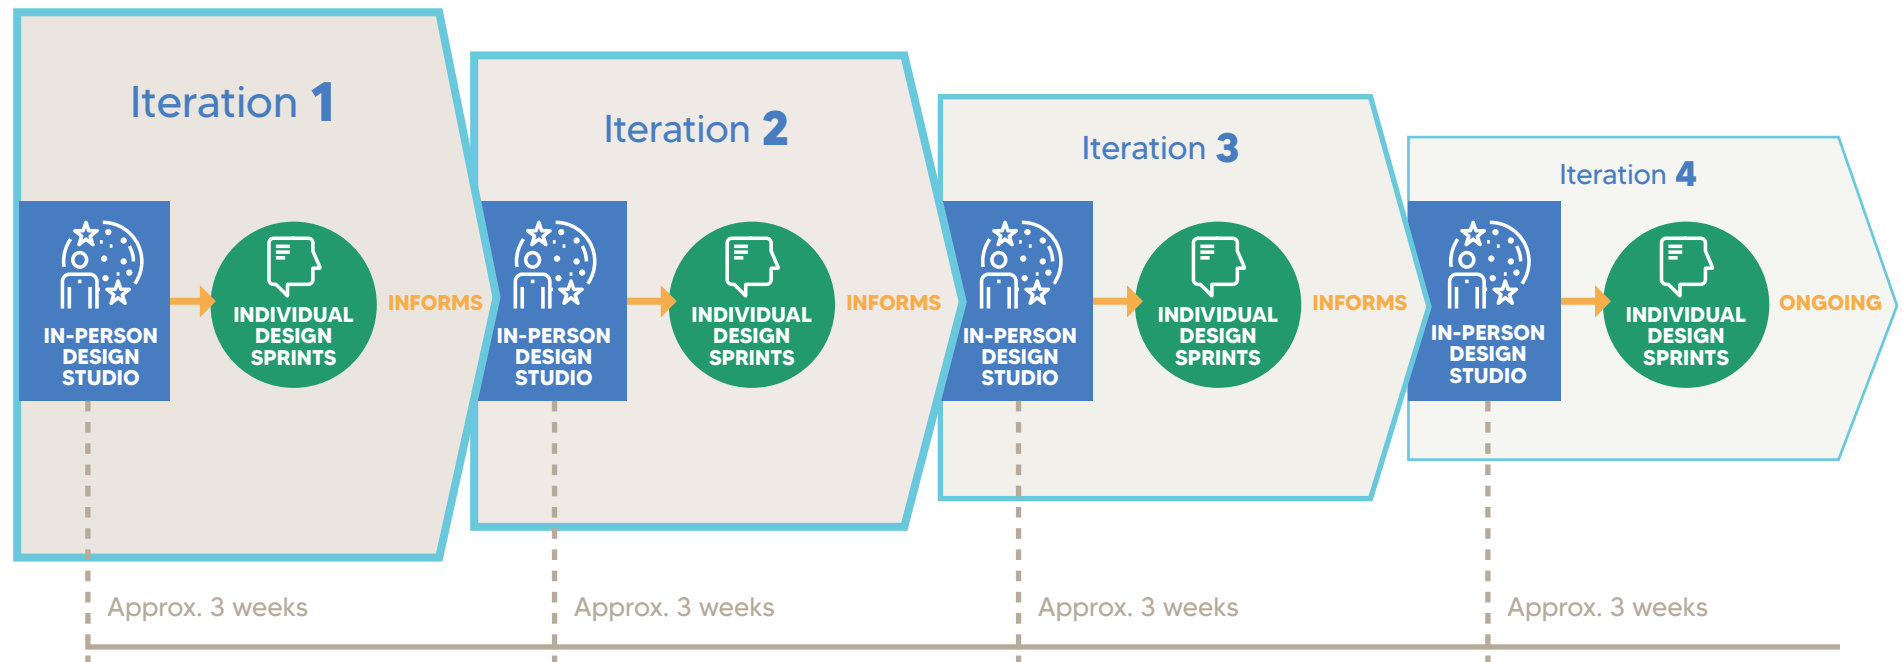 Iteration 1
IN-PERSON
DESIGN
STUDIO
INDIVIDUAL
DESIGN
SPRINTS
INFORMS
Iteration 2
IN-PERSON
DESIGN
STUDIO
INDIVIDUAL
DESIGN
SPRINTS
INFORMS
Iteration 3
IN-PERSON
DESIGN
STUDIO
INDIVIDUAL
DESIGN
SPRINTS
INFORMS
Iteration 4
IN-PERSON
DESIGN
STUDIO
INDIVIDUAL
DESIGN
SPRINTS
ONGOING
Approx. 3 weeks
Approx. 3 weeks
Approx. 3 weeks
Approx. 3 weeks